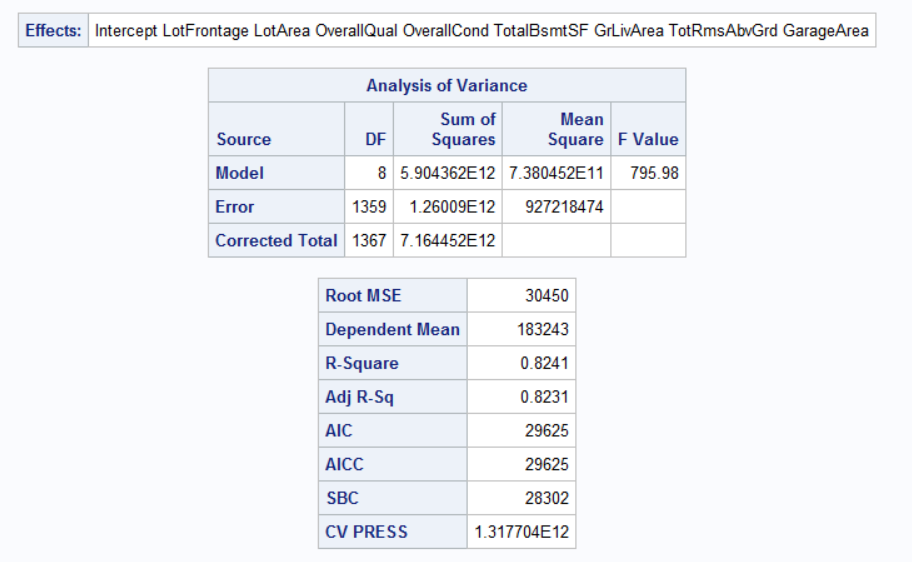 Effects: Intercept LotFrontage LotArea OverallQual OverallCond TotalBsmtSF GrLivArea TotRmsAbvGrd GarageArea
Analysis of Variance
Source DF Sum of Squares Mean Square F Value
Model 8 5.904362E12 7.380452E11 795.98
Error 1359 1.26009E12 927218474
Corrected Total 1367 7.164452E12
Root MSE 30450
Dependent Mean 183243
R-Square 0.8241
Adj R-Sq 0.8231
AIC 29625
AICC 29625
SBC 28302
CV PRESS 1.317704E12